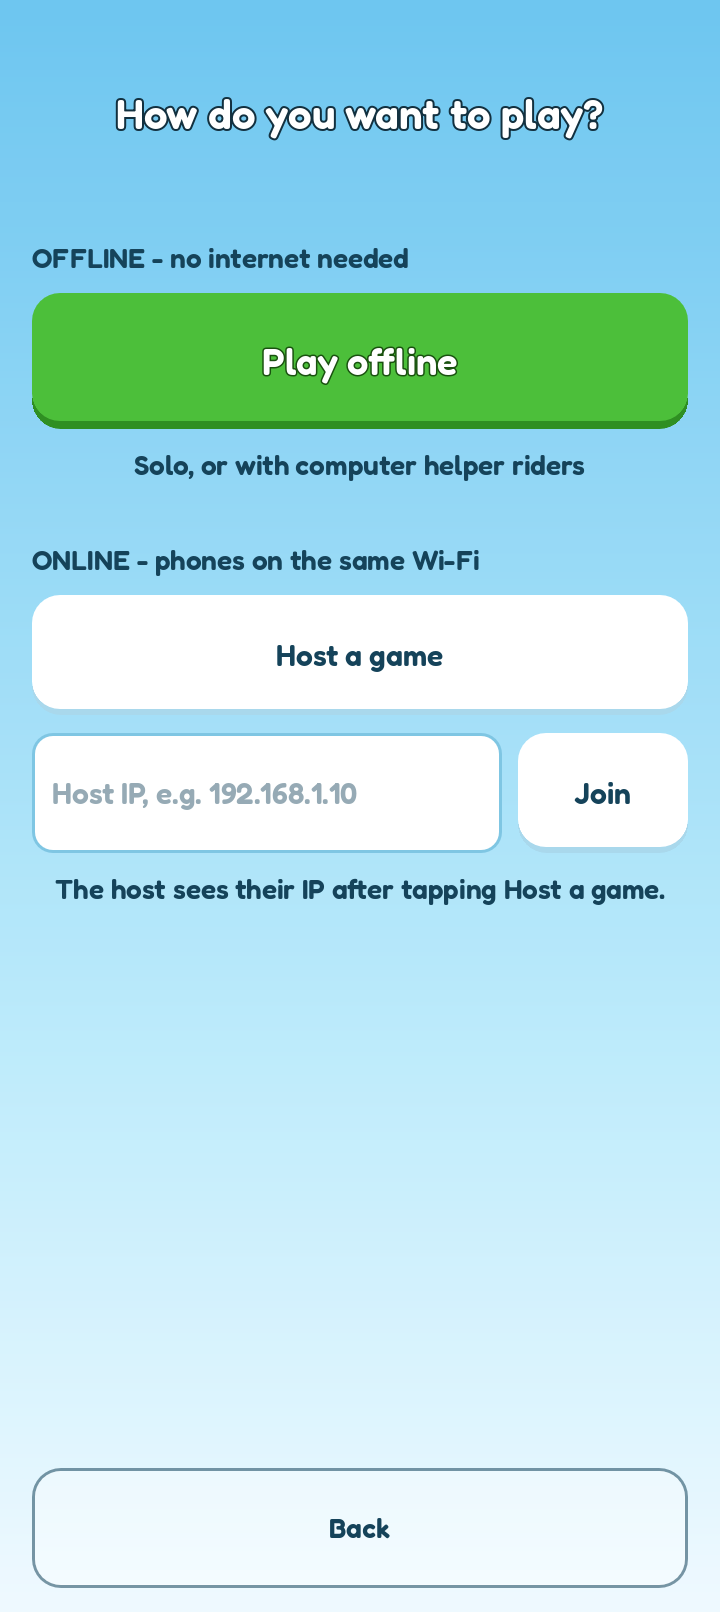 How do you want to play?
OFFLINE - no internet needed
Play offline
Solo, or with computer helper riders
ONLINE - phones on the same Wi-Fi
Host a game
Host IP, e.g. 192.168.1.10
Join
The host sees their IP after tapping Host a game.
Back